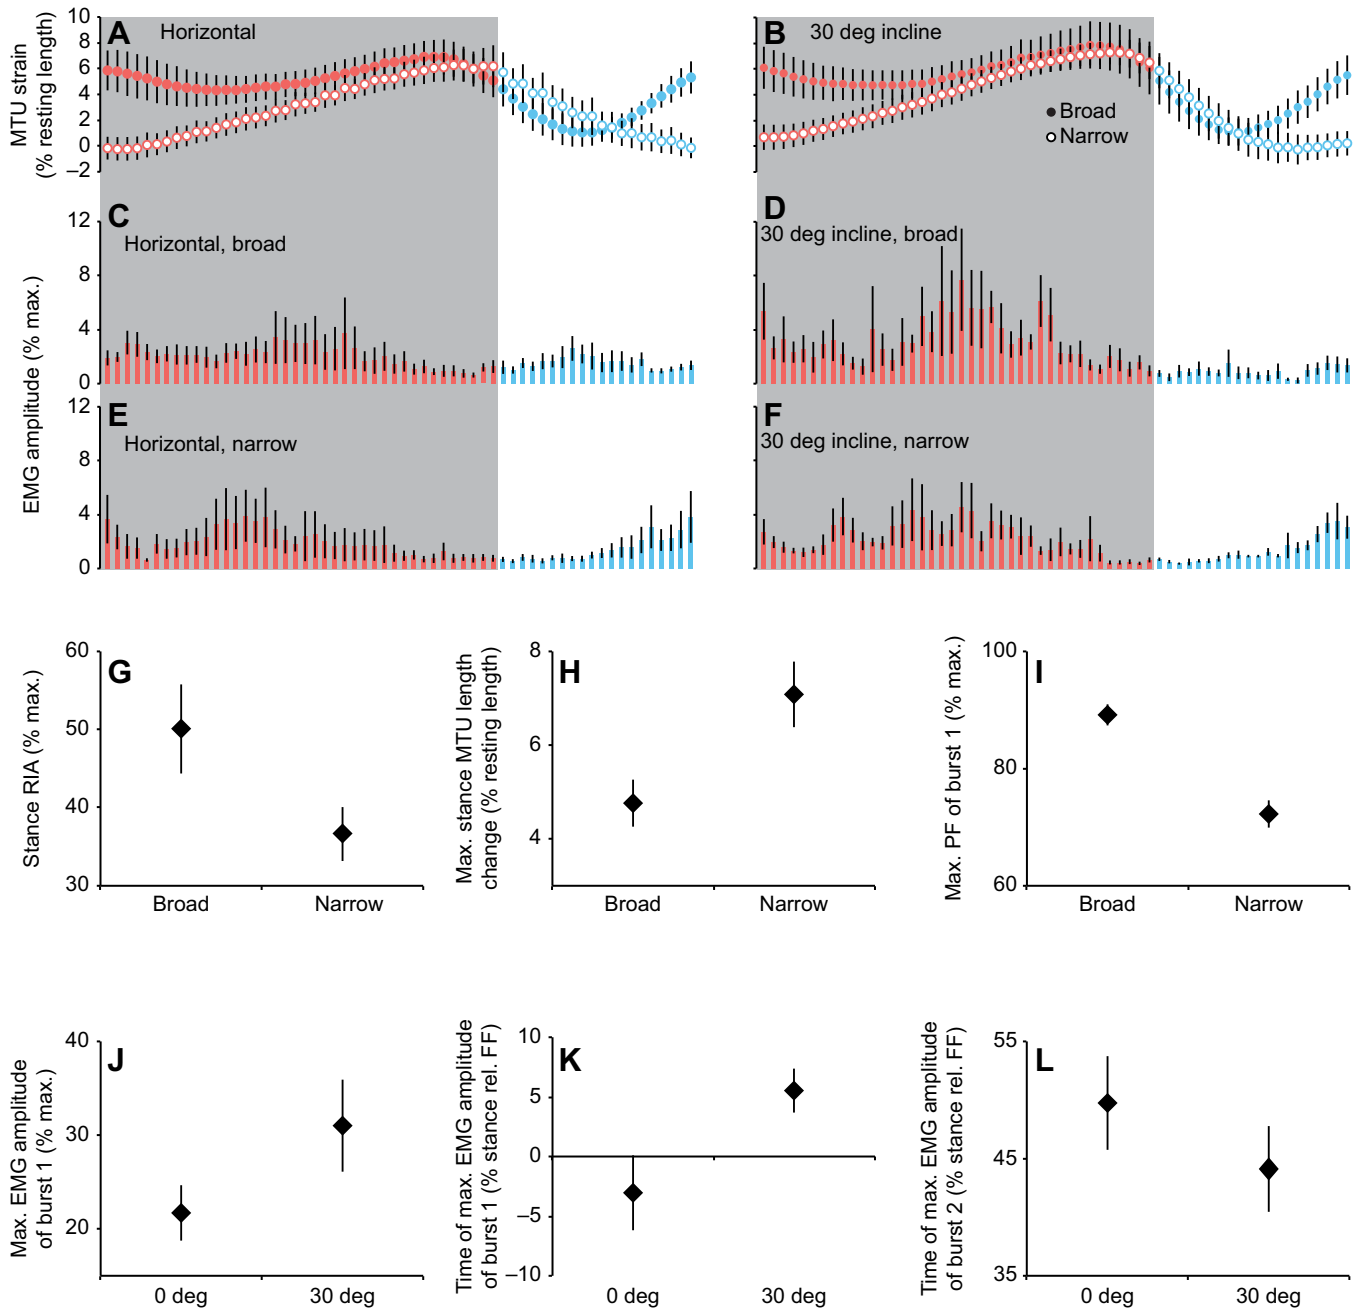 A
Horizontal
MTU strain
(% resting length)
10
8
6
4
2
0
–2
B
30 deg incline
Broad
Narrow
C
Horizontal, broad
EMG amplitude (% max.)
12
8
4
0
D
30 deg incline, broad
E
Horizontal, narrow
12
8
4
0
F
30 deg incline, narrow
G
Stance RIA (% max.)
60
50
40
30
Broad
Narrow
H
Max. stance MTU length
change (% resting length)
8
6
4
Broad
Narrow
I
Max. PF of burst 1 (% max.)
100
80
60
Broad
Narrow
J
Max. EMG amplitude
of burst 1 (% max.)
40
30
20
0 deg
30 deg
K
Time of max. EMG amplitude
of burst 1 (% stance rel. FF)
10
5
0
–5
–10
0 deg
30 deg
L
Time of max. EMG amplitude
of burst 2 (% stance rel. FF)
55
45
35
0 deg
30 deg